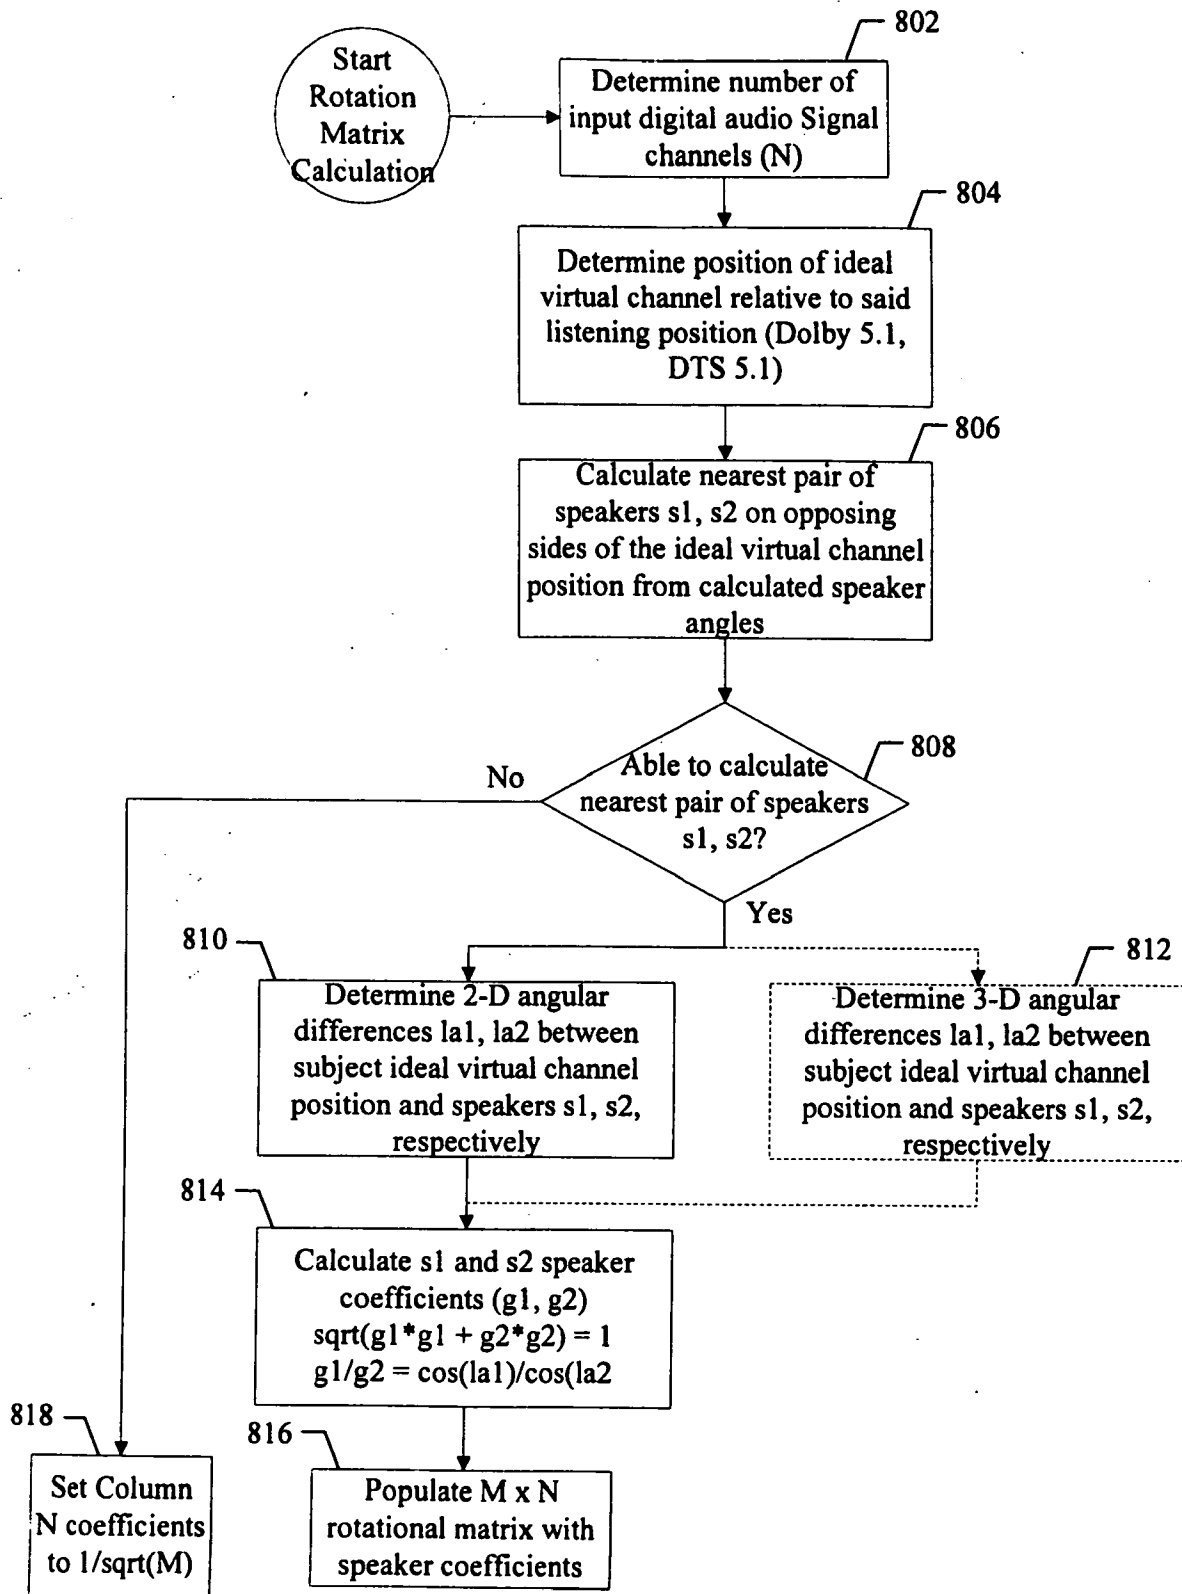 802
Start
Rotation
Matrix
Calculation
Determine number of
input digital audio Signal
channels (N)
804
Determine position of ideal
virtual channel relative to said
listening position (Dolby 5.1,
DTS 5.1)
806
Calculate nearest pair of
speakers s1, s2 on opposing
sides of the ideal virtual channel
position from calculated speaker
angles
808
Able to calculate
nearest pair of speakers
s1, s2?
No
Yes
810
812
Determine 2-D angular
differences la1, la2 between
subject ideal virtual channel
position and speakers s1, s2,
respectively
Determine 3-D angular
differences la1, la2 between
subject ideal virtual channel
position and speakers s1, s2,
respectively
814
Calculate s1 and s2 speaker
coefficients (g1, g2)
sqrt(g1*g1 + g2*g2) = 1
g1/g2 = cos(la1)/cos(la2
818
816
Set Column
N coefficients
to 1/sqrt(M)
Populate M x N
rotational matrix with
speaker coefficients